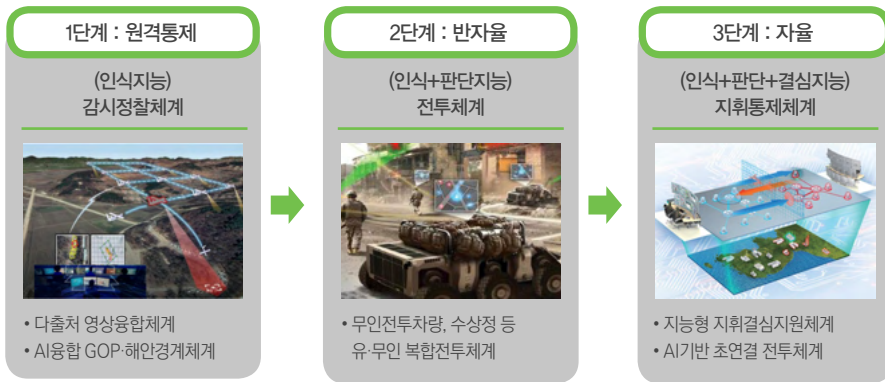 1단계 : 원격통제
(인식지능)
감시정찰체계
• 다출처 영상융합체계
• AI융합 GOP·해안경계체계
2단계 : 반자율
(인식+판단지능)
전투체계
• 무인전투차량, 수상정 등
유·무인 복합전투체계
3단계 : 자율
(인식+판단+결심지능)
지휘통제체계
• 지능형 지휘결심지원체계
• AI기반 초연결 전투체계